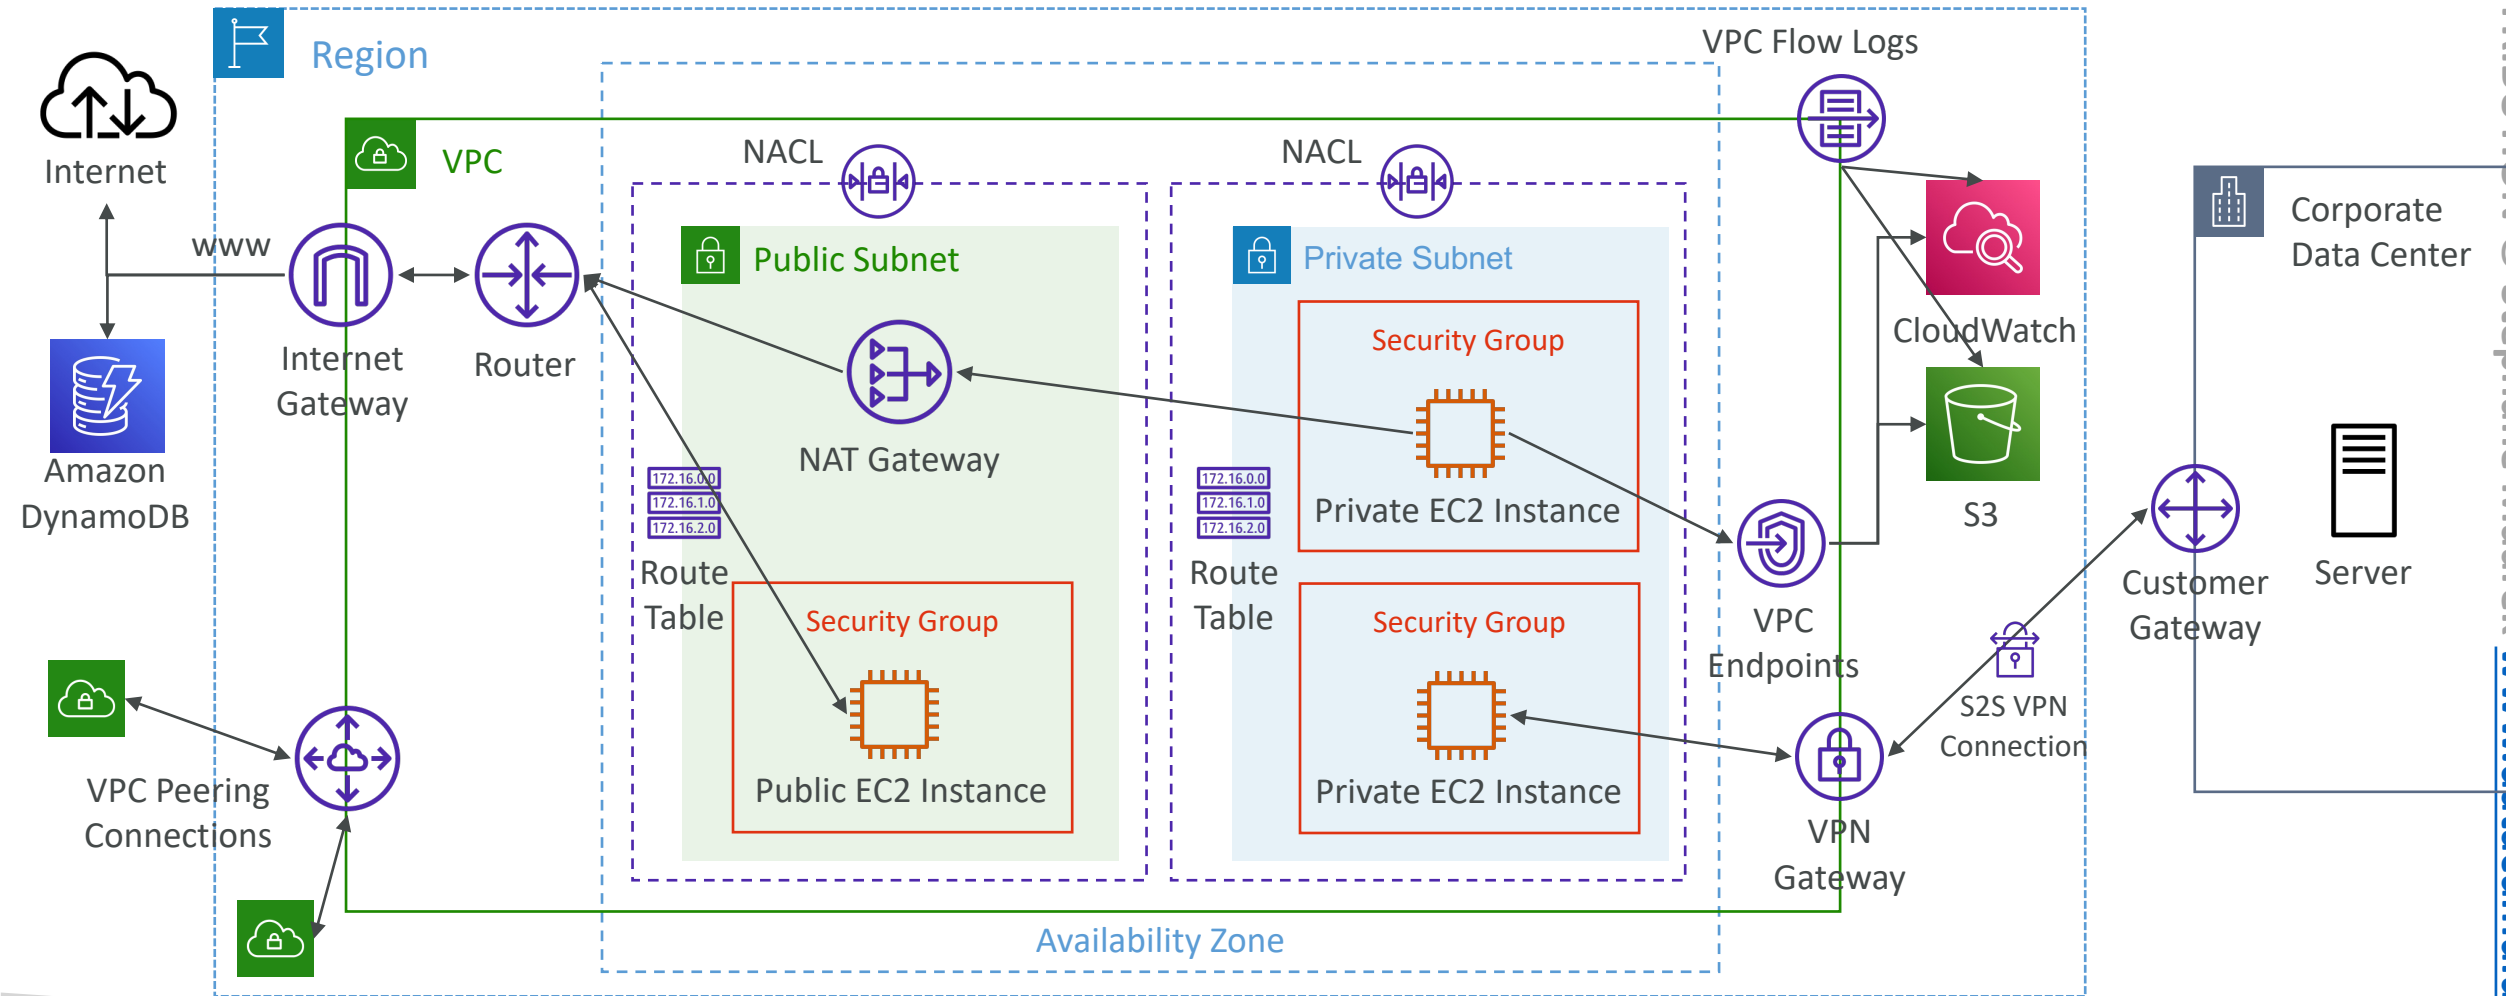 Region
VPC Flow Logs
Internet
www
VPC
NACL
NACL
Internet
Gateway
Router
Amazon
DynamoDB
Public Subnet
NAT Gateway
172.16.0.0
172.16.1.0
172.16.2.0
Route
Table
Security Group
Public EC2 Instance
Private Subnet
Security Group
Private EC2 Instance
172.16.0.0
172.16.1.0
172.16.2.0
Route
Table
Security Group
Private EC2 Instance
CloudWatch
S3
VPC
Endpoints
VPN
Gateway
S2S VPN
Connection
Corporate
Data Center
Customer
Gateway
Server
VPC Peering
Connections
Availability Zone